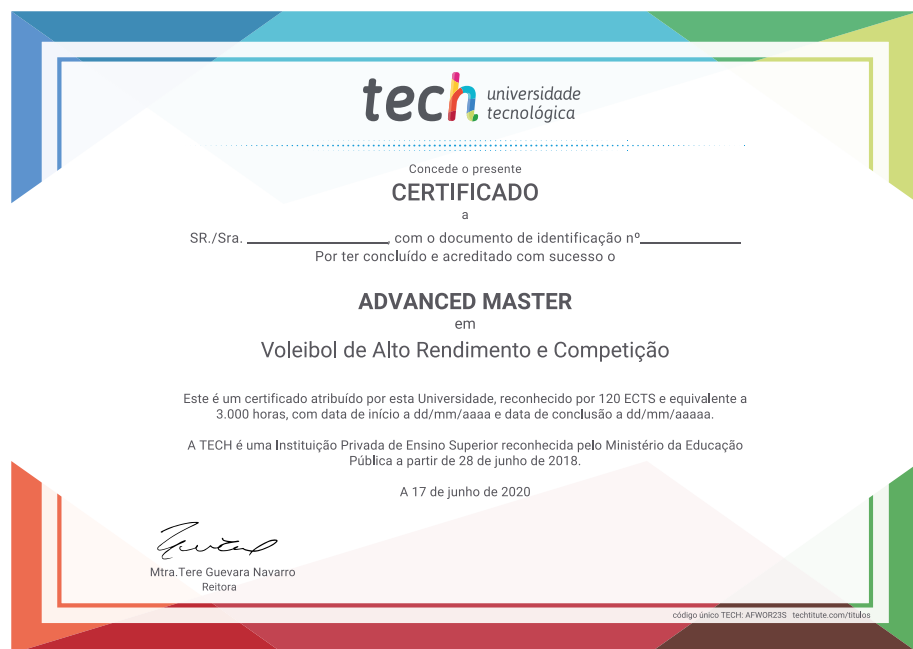 tech universidade
tecnológica
Concede o presente
CERTIFICADO
a
SR./Sra. ____________, com o documento de identificação nº____________
Por ter concluído e acreditado com sucesso o
ADVANCED MASTER
em
Voleibol de Alto Rendimento e Competição
Este é um certificado atribuído por esta Universidade, reconhecido por 120 ECTS e equivalente a
3.000 horas, com data de início a dd/mm/aaaa e data de conclusão a dd/mm/aaaaa.
A TECH é uma Instituição Privada de Ensino Superior reconhecida pelo Ministério da Educação
Pública a partir de 28 de junho de 2018.
A 17 de junho de 2020
Mtra.Tere Guevara Navarro
Reitora
código único TECH: AFWOR23S techtitute.com/titulos